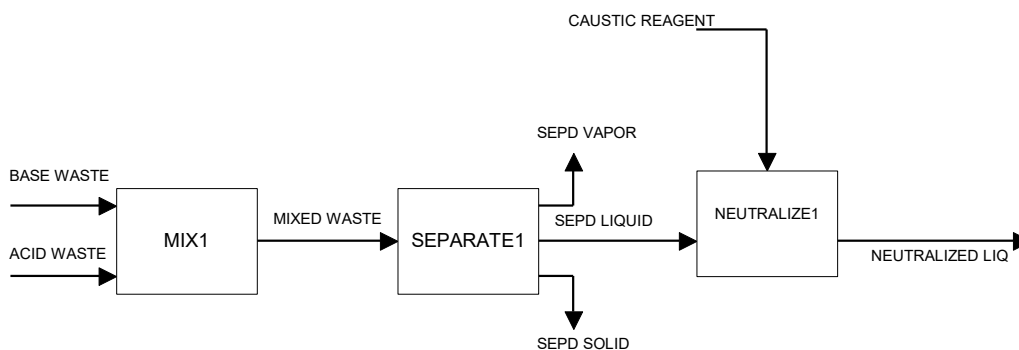 CAUSTIC REAGENT
SEPD VAPOR
BASE WASTE
MIXED WASTE
SEPD LIQUID
NEUTRALIZE1
MIX1
SEPARATE1
ACID WASTE
NEUTRALIZED LIQ
SEPD SOLID